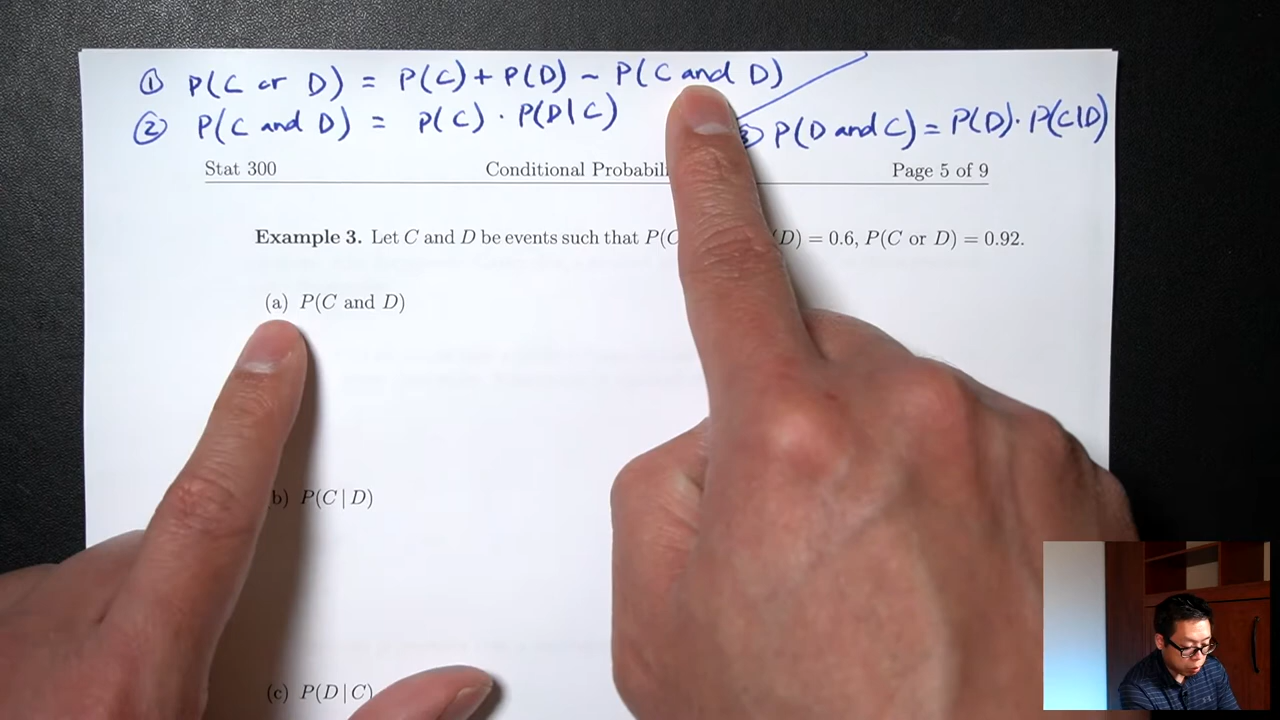 ① P(C or D) = P(C) + P(D) - P(C and D)
② P(C and D) = P(C) · P(D|C)
③ P(D and C) = P(D) · P(C|D)
Stat 300 Conditional Page 5 of 9
Example 3. Let C and D be events such that P(C D) = 0.6, P(C or D) = 0.92.
(a) P(C and D)
b) P(C | D)
(c) P(D | C)